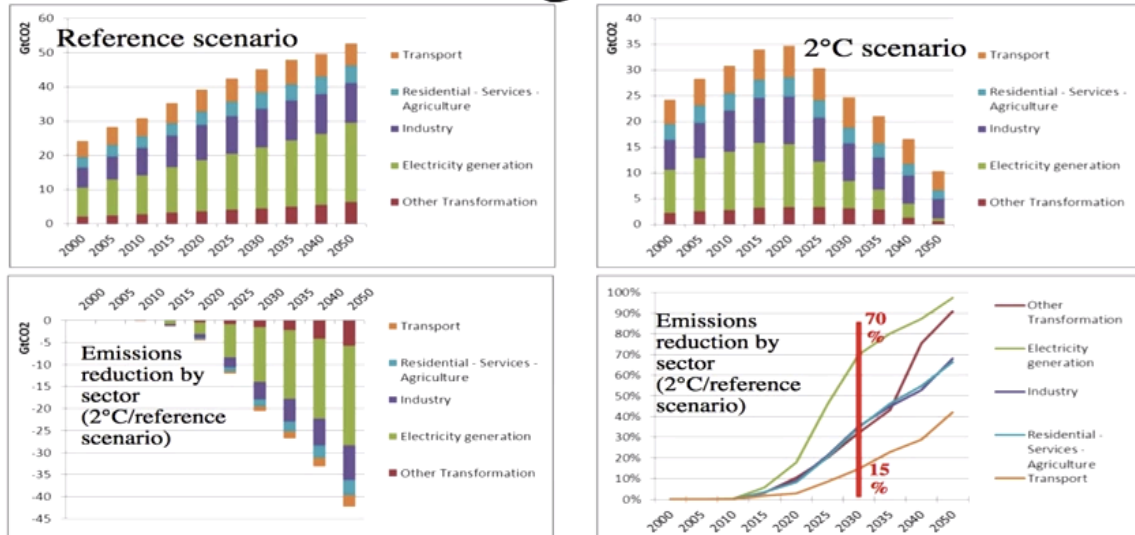 GtCO2
60
50
40
30
20
10
0
Reference scenario
Transport
Residential - Services -
Agriculture
Industry
Electricity generation
Other Transformation
2000
2005
2010
2015
2020
2025
2030
2035
2040
2050
GtCO2
40
35
30
25
20
15
10
5
0
2°C scenario
Transport
Residential - Services -
Agriculture
Industry
Electricity generation
Other Transformation
2000
2005
2010
2015
2020
2025
2030
2035
2040
2050
2000
2005
2010
2015
2020
2025
2030
2035
2040
2050
GtCO2
0
-5
-10
-15
-20
-25
-30
-35
-40
-45
Emissions
reduction by
sector
(2°C/reference
scenario)
Transport
Residential - Services -
Agriculture
Industry
Electricity generation
Other Transformation
100%
90%
80%
70%
60%
50%
40%
30%
20%
10%
0%
Emissions
reduction by
sector
(2°C/reference
scenario)
70
%
15
%
Other
Transformation
Electricity
generation
Industry
Residential -
Services -
Agriculture
Transport
2000
2005
2010
2015
2020
2025
2030
2035
2040
2050